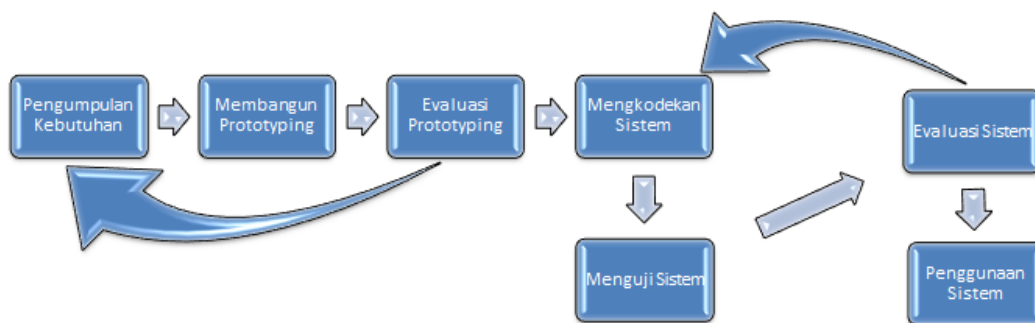 Pengumpulan
Kebutuhan
Membangun
Prototyping
Evaluasi
Prototyping
Mengkodekan
Sistem
Evaluasi Sistem
Menguji Sistem
Penggunaan
Sistem